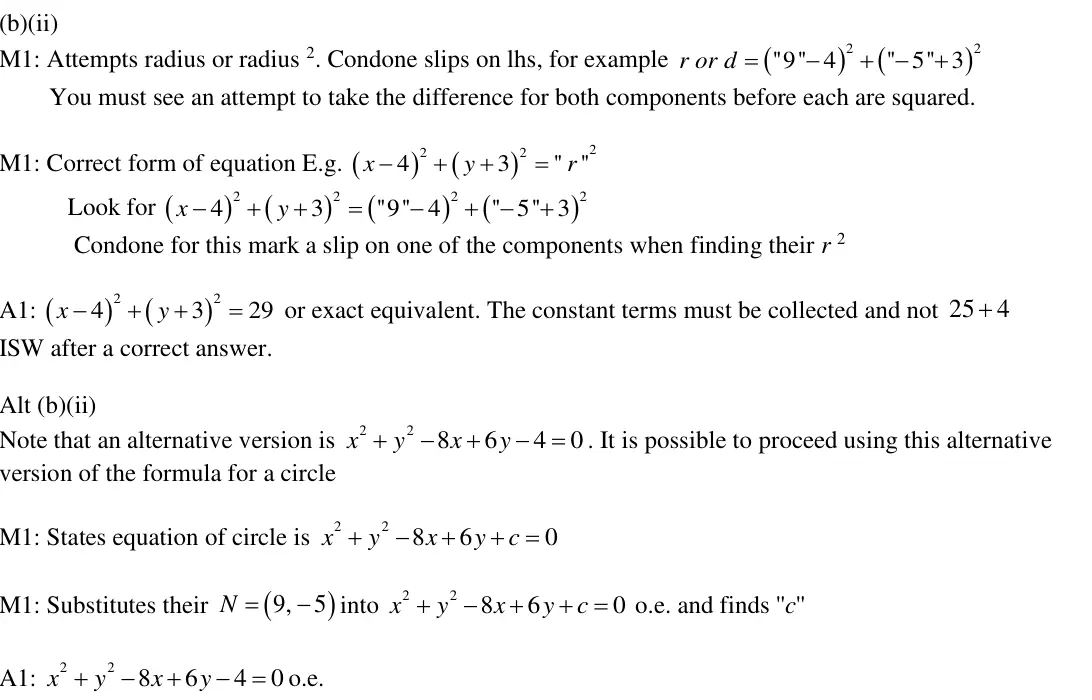 (b)(ii)
M1: Attempts radius or radius ². Condone slips on lhs, for example r or d = ("9"−4)² + ("−5"+3)²
You must see an attempt to take the difference for both components before each are squared.
M1: Correct form of equation E.g. (x−4)² + (y+3)² = "r"²
Look for (x−4)² + (y+3)² = ("9"−4)² + ("−5"+3)²
Condone for this mark a slip on one of the components when finding their r ²
A1: (x−4)² + (y+3)² = 29 or exact equivalent. The constant terms must be collected and not 25+4
ISW after a correct answer.
Alt (b)(ii)
Note that an alternative version is x² + y² −8x+6y−4=0. It is possible to proceed using this alternative
version of the formula for a circle
M1: States equation of circle is x² + y² −8x+6y+c=0
M1: Substitutes their N = (9,−5) into x² + y² −8x+6y+c=0 o.e. and finds "c"
A1: x² + y² −8x+6y−4=0 o.e.